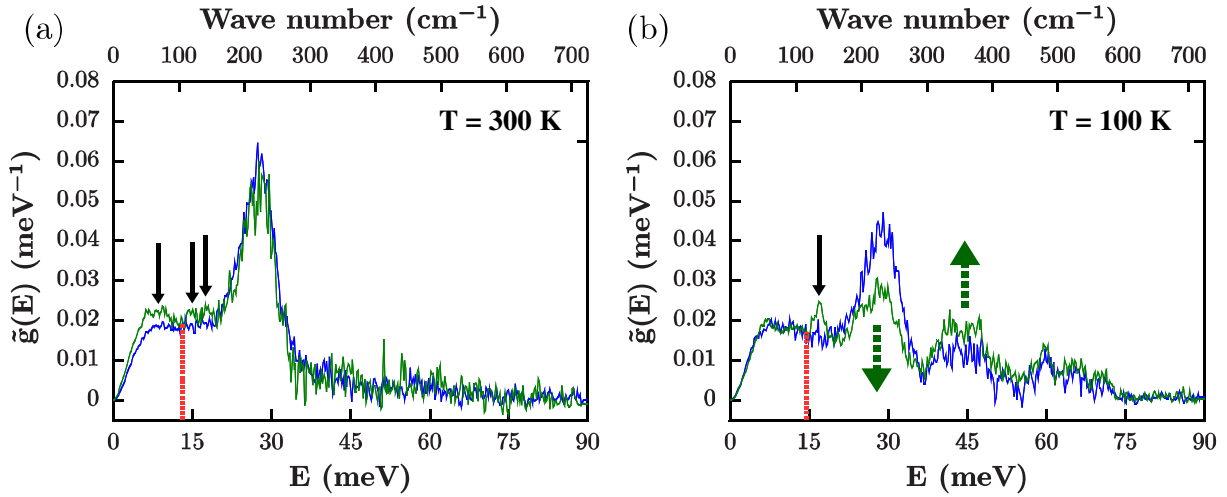 (a)
Wave number (cm⁻¹)
0 100 200 300 400 500 600 700
0.08
0.07
0.06
0.05
0.04
0.03
0.02
0.01
0
g̃(E) (meV⁻¹)
T = 300 K
0 15 30 45 60 75 90
E (meV)
(b)
Wave number (cm⁻¹)
0 100 200 300 400 500 600 700
0.08
0.07
0.06
0.05
0.04
0.03
0.02
0.01
0
g̃(E) (meV⁻¹)
T = 100 K
0 15 30 45 60 75 90
E (meV)